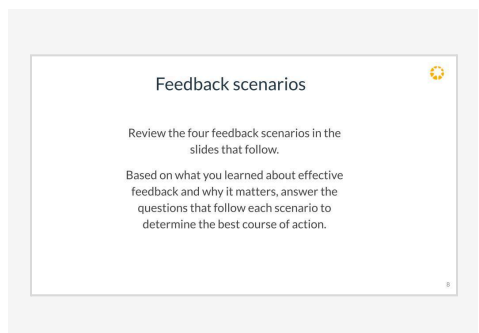 Feedback scenarios
Review the four feedback scenarios in the
slides that follow.
Based on what you learned about effective
feedback and why it matters, answer the
questions that follow each scenario to
determine the best course of action.
8